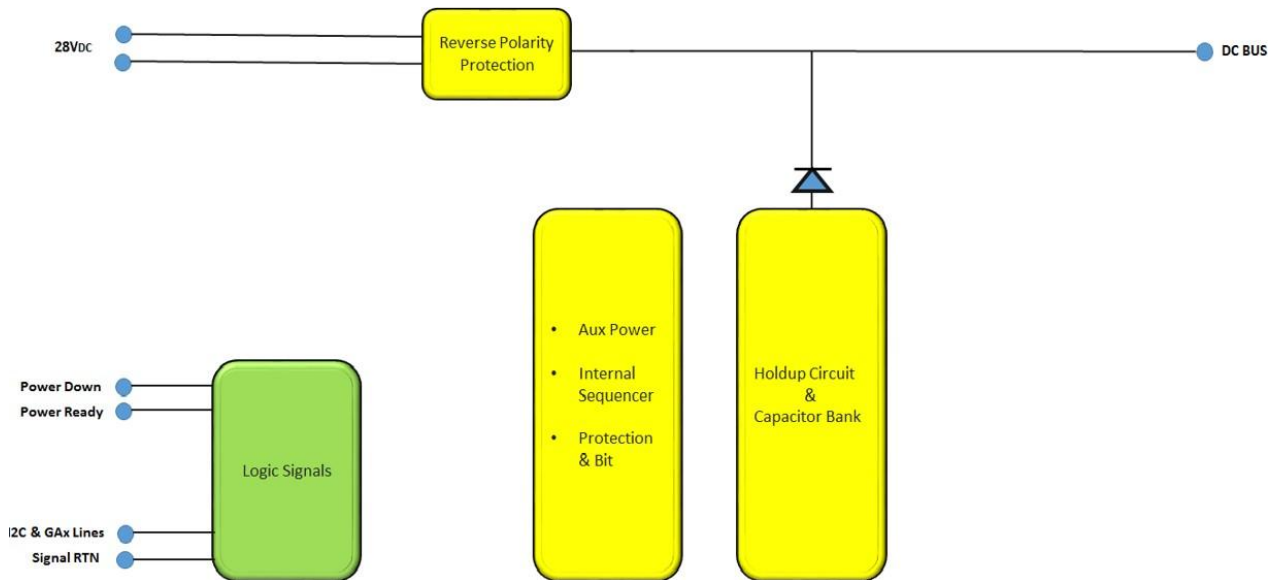 28VDC
Reverse Polarity
Protection
DC BUS
• Aux Power
• Internal
Sequencer
• Protection
& Bit
Holdup Circuit
&
Capacitor Bank
Power Down
Power Ready
Logic Signals
I2C & GAx Lines
Signal RTN